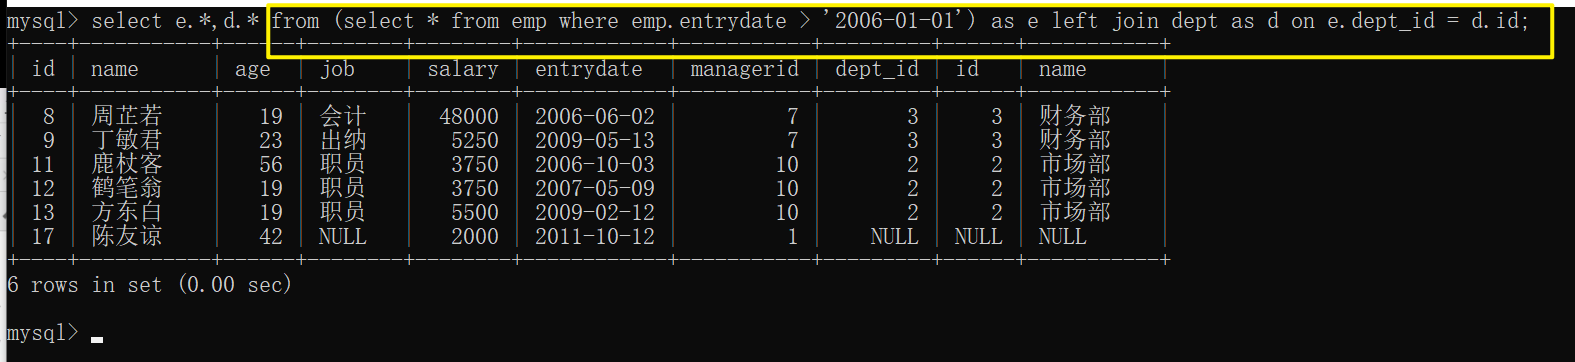 mysql> select e.*,d.* from (select * from emp where emp.entrydate > '2006-01-01') as e left join dept as d on e.dept_id = d.id;
+----+-----------+------+--------+--------+------------+-----------+---------+------+-----------+
| id | name | age | job | salary | entrydate | managerid | dept_id | id | name |
+----+-----------+------+--------+--------+------------+-----------+---------+------+-----------+
| 8 | 周芷若 | 19 | 会计 | 48000 | 2006-06-02 | 7 | 3 | 3 | 财务部 |
| 9 | 丁敏君 | 23 | 出纳 | 5250 | 2009-05-13 | 7 | 3 | 3 | 财务部 |
| 11 | 鹿杖客 | 56 | 职员 | 3750 | 2006-10-03 | 10 | 2 | 2 | 市场部 |
| 12 | 鹤笔翁 | 19 | 职员 | 3750 | 2007-05-09 | 10 | 2 | 2 | 市场部 |
| 13 | 方东白 | 19 | 职员 | 5500 | 2009-02-12 | 10 | 2 | 2 | 市场部 |
| 17 | 陈友谅 | 42 | NULL | 2000 | 2011-10-12 | 1 | NULL | NULL | NULL |
+----+-----------+------+--------+--------+------------+-----------+---------+------+-----------+
6 rows in set (0.00 sec)
mysql>